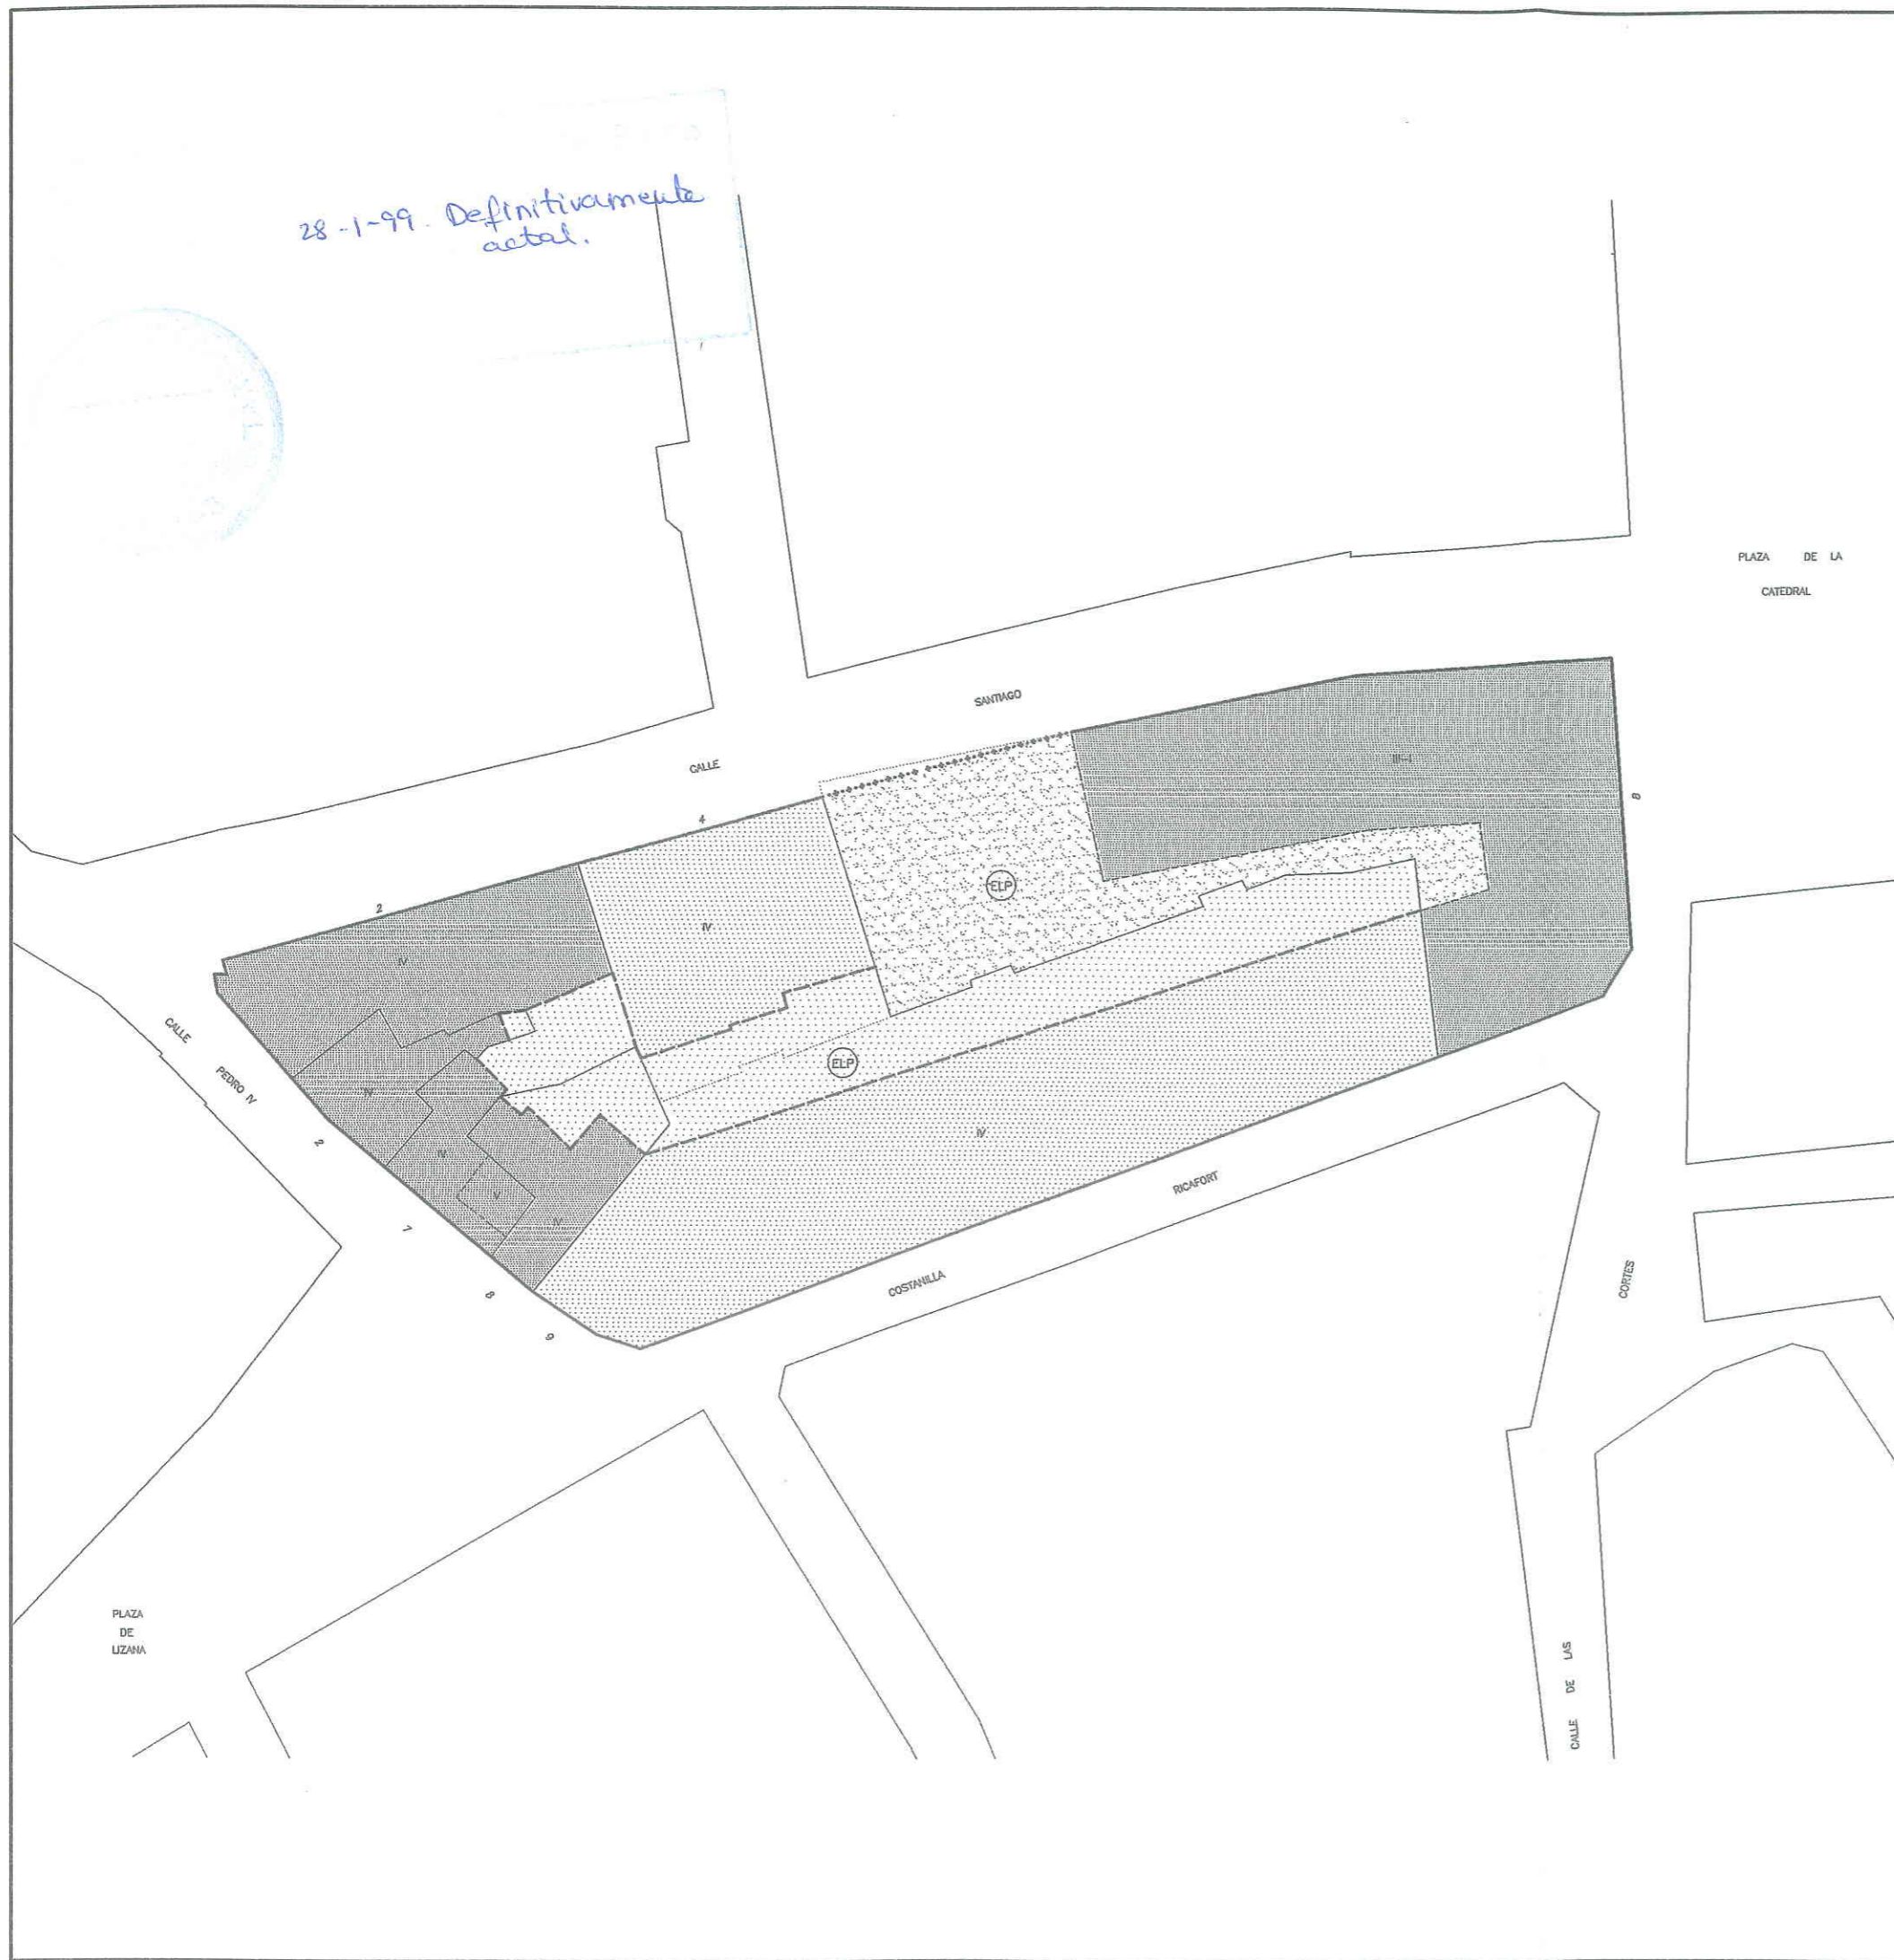 28-1-99. Definitivamente
actal.
PLAZA DE LA
CATEDRAL
SANTIAGO
CALLE
III-I
8
4
2
ELP
IV
IV
CALLE
PEDRO IV
ELP
IV
2
IV
IV
V
IV
7
8
9
RICAFORT
COSTANILLA
CORTES
CALLE DE LAS
PLAZA
DE
LIZANA